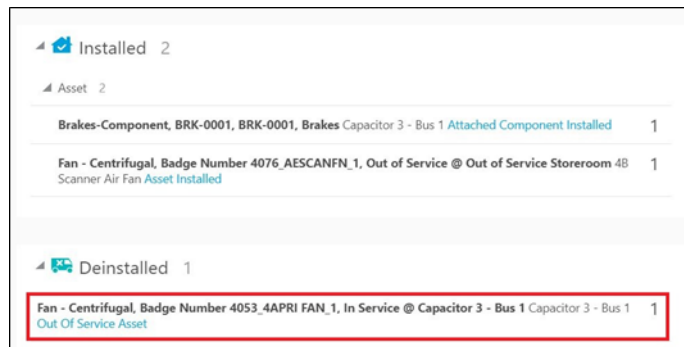 Installed 2
Asset 2
Brakes-Component, BRK-0001, BRK-0001, Brakes Capacitor 3 - Bus 1 Attached Component Installed 1
Fan - Centrifugal, Badge Number 4076_AESCANFN_1, Out of Service @ Out of Service Storeroom 4B 1
Scanner Air Fan Asset Installed
Deinstalled 1
Fan - Centrifugal, Badge Number 4053_4APRI FAN_1, In Service @ Capacitor 3 - Bus 1 Capacitor 3 - Bus 1 1
Out Of Service Asset